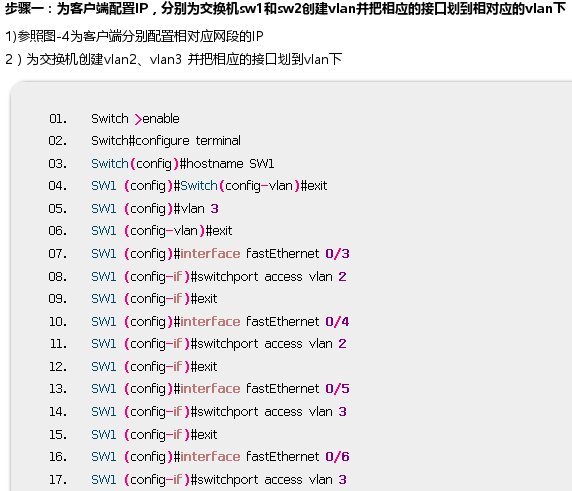 步骤一：为客户端配置IP，分别为交换机sw1和sw2创建vlan并把相应的接口划到相对应的vlan下
1)参照图-4为客户端分别配置相对应网段的IP
2）为交换机创建vlan2、vlan3 并把相应的接口划到vlan下
01. Switch >enable
02. Switch#configure terminal
03. Switch(config)#hostname SW1
04. SW1 (config)#Switch(config-vlan)#exit
05. SW1 (config)#vlan 3
06. SW1 (config-vlan)#exit
07. SW1 (config)#interface fastEthernet 0/3
08. SW1 (config-if)#switchport access vlan 2
09. SW1 (config-if)#exit
10. SW1 (config)#interface fastEthernet 0/4
11. SW1 (config-if)#switchport access vlan 2
12. SW1 (config-if)#exit
13. SW1 (config)#interface fastEthernet 0/5
14. SW1 (config-if)#switchport access vlan 3
15. SW1 (config-if)#exit
16. SW1 (config)#interface fastEthernet 0/6
17. SW1 (config-if)#switchport access vlan 3